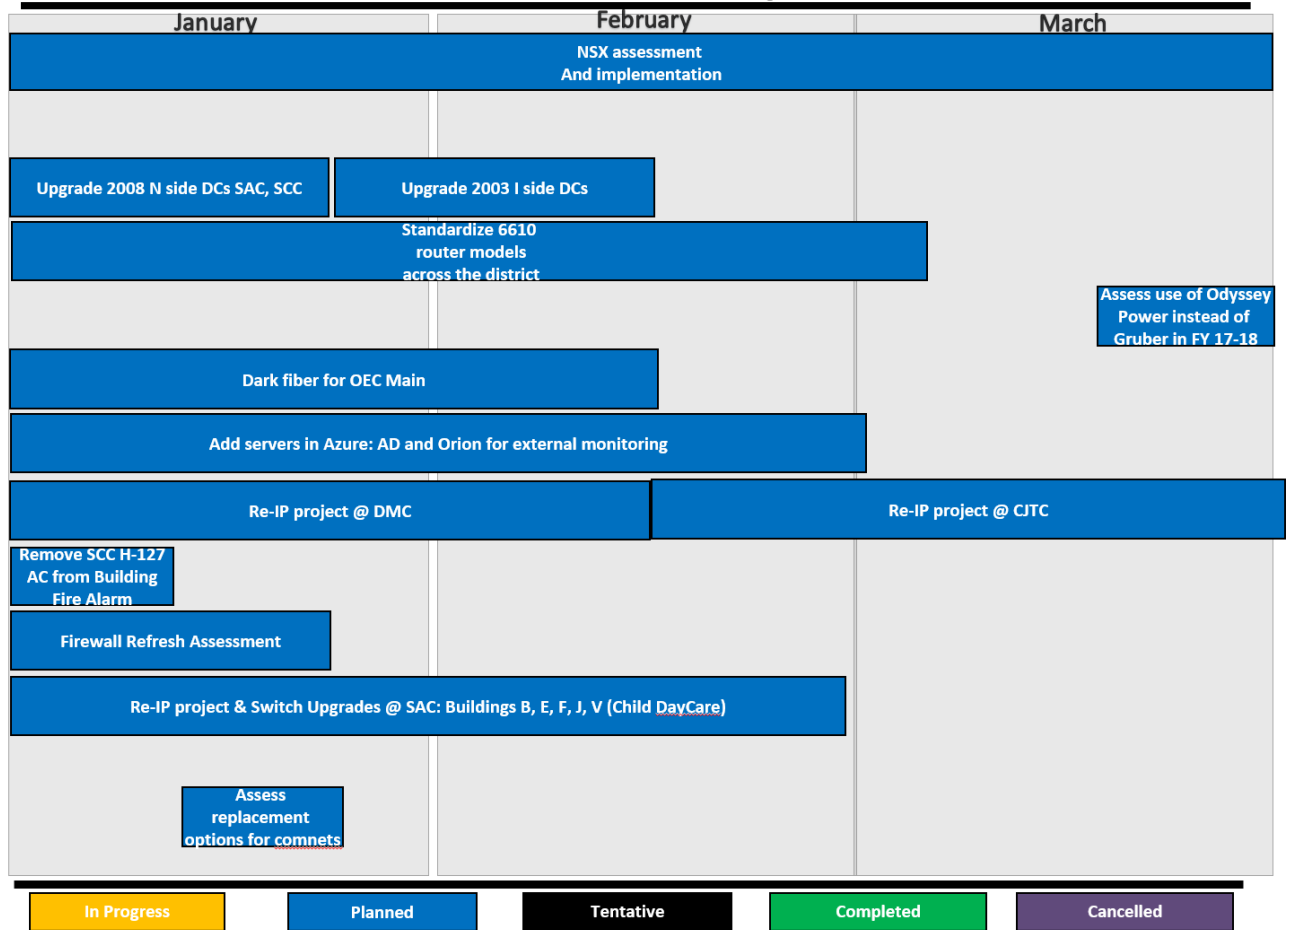 January
February
March
NSX assessment
And implementation
Upgrade 2008 N side DCs SAC, SCC
Upgrade 2003 I side DCs
Standardize 6610
router models
across the district
Assess use of Odyssey
Power instead of
Gruber in FY 17-18
Dark fiber for OEC Main
Add servers in Azure: AD and Orion for external monitoring
Re-IP project @ DMC
Re-IP project @ CJTC
Remove SCC H-127
AC from Building
Fire Alarm
Firewall Refresh Assessment
Re-IP project & Switch Upgrades @ SAC: Buildings B, E, F, J, V (Child DayCare)
Assess
replacement
options for comnets
In Progress
Planned
Tentative
Completed
Cancelled